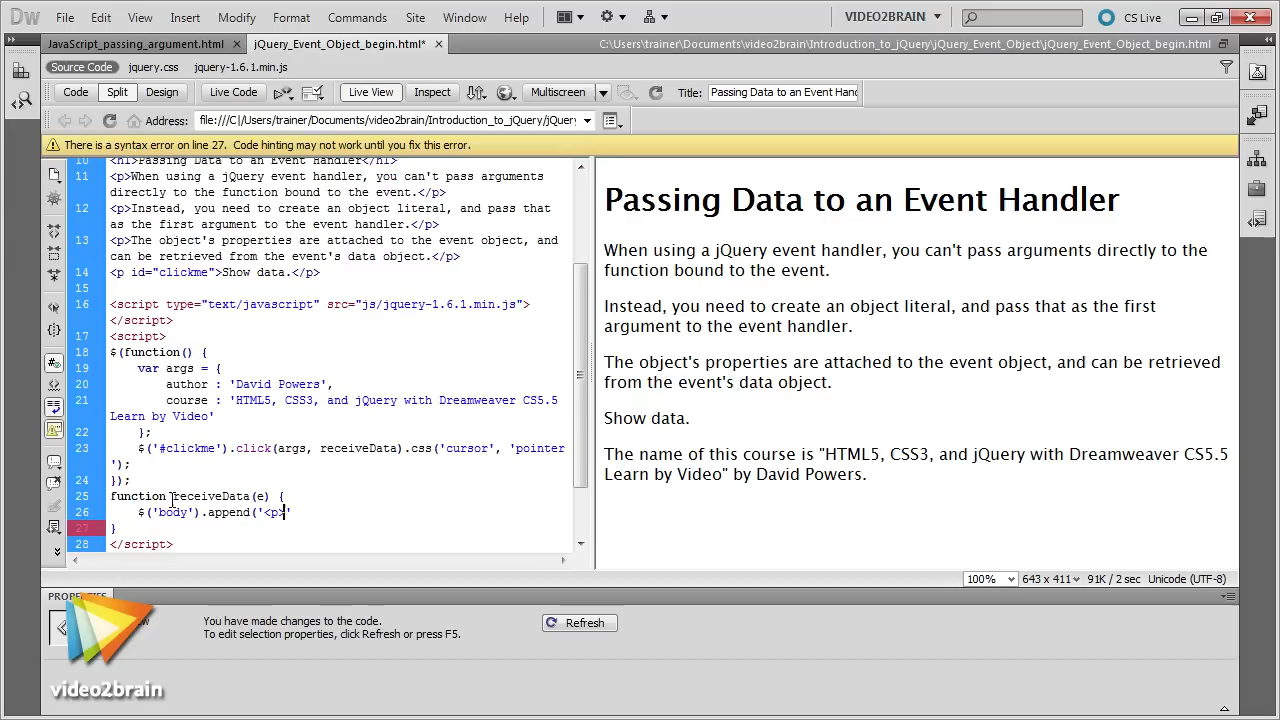 Dw File Edit View Insert Modify Format Commands Site Window Help VIDEO2BRAIN CS Live
JavaScript_passing_argument.html × jQuery_Event_Object_begin.html* × C:\Users\trainer\Documents\video2brain\Introduction_to_jQuery\jQuery_Event_Object\jQuery_Event_Object_begin.html
Source Code jquery.css jquery-1.6.1.min.js
Code Split Design Live Code Live View Inspect Multiscreen Title: Passing Data to an Event Hand
Address: file:///C|/Users/trainer/Documents/video2brain/Introduction_to_jQuery/jQuery
There is a syntax error on line 27. Code hinting may not work until you fix this error.
10 <h1>Passing Data to an Event Handler</h1>
11 <p>When using a jQuery event handler, you can't pass arguments
directly to the function bound to the event.</p>
12 <p>Instead, you need to create an object literal, and pass that
as the first argument to the event handler.</p>
13 <p>The object's properties are attached to the event object, and
can be retrieved from the event's data object.</p>
14 <p id="clickme">Show data.</p>
15
16 <script type="text/javascript" src="js/jquery-1.6.1.min.js">
</script>
17 <script>
18 $(function() {
19 var args = {
20 author : 'David Powers',
21 course : 'HTML5, CSS3, and jQuery with Dreamweaver CS5.5
Learn by Video'
22 };
23 $('#clickme').click(args, receiveData).css('cursor', 'pointer
');
24 });
25 function receiveData(e) {
26 $('body').append('<p>'
27 }
28 </script>
Passing Data to an Event Handler
When using a jQuery event handler, you can't pass arguments directly to the
function bound to the event.
Instead, you need to create an object literal, and pass that as the first
argument to the event handler.
The object's properties are attached to the event object, and can be retrieved
from the event's data object.
Show data.
The name of this course is "HTML5, CSS3, and jQuery with Dreamweaver CS5.5
Learn by Video" by David Powers.
100% 643 x 411 91K / 2 sec Unicode (UTF-8)
PROPERTIES
You have made changes to the code.
To edit selection properties, click Refresh or press F5.
Refresh
video2brain